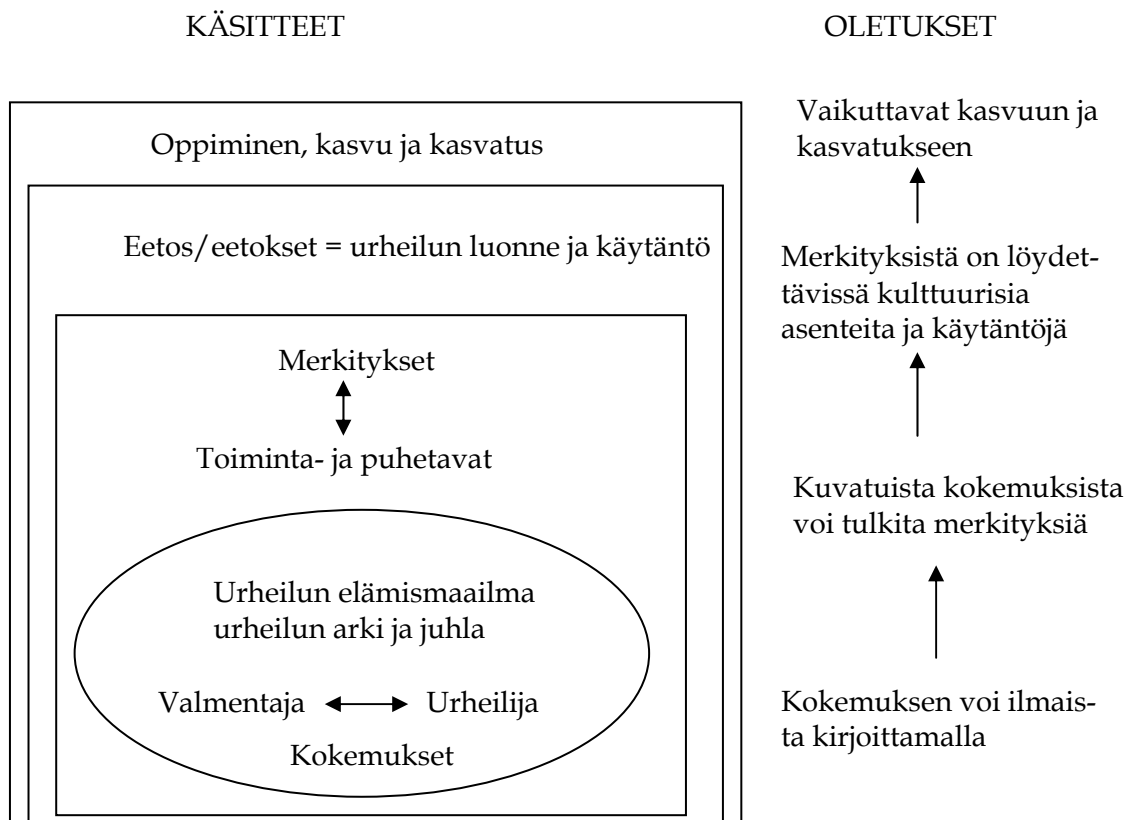 KÄSITTEET
OLETUKSET
Oppiminen, kasvu ja kasvatus
Eetos/eetokset = urheilun luonne ja käytäntö
Merkitykset
Toiminta- ja puhetavat
Urheilun elämismaailma
urheilun arki ja juhla
Valmentaja
Urheilija
Kokemukset
Vaikuttavat kasvuun ja
kasvatukseen
Merkityksistä on löydet-
tävissä kulttuurisia
asenteita ja käytäntöjä
Kuvatuista kokemuksista
voi tulkita merkityksiä
Kokemuksen voi ilmais-
ta kirjoittamalla